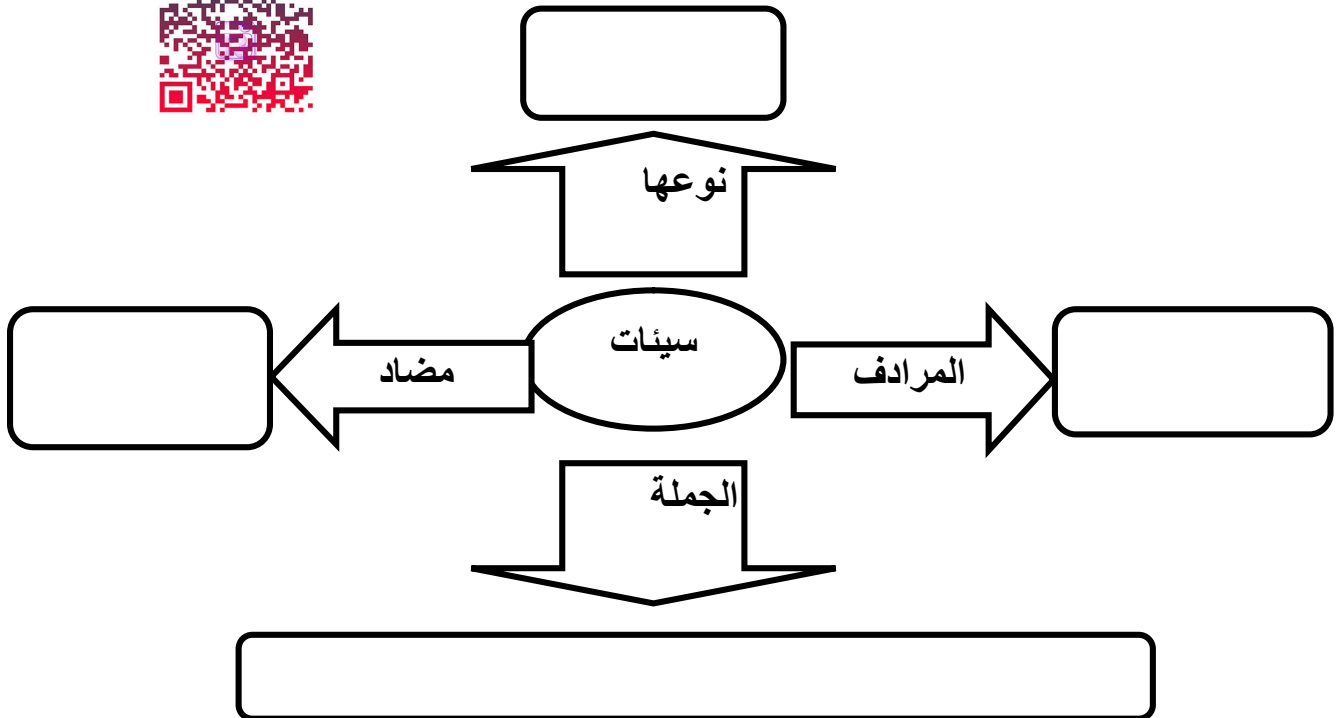 نوعها
سيئات
المرادف
مضاد
الجملة